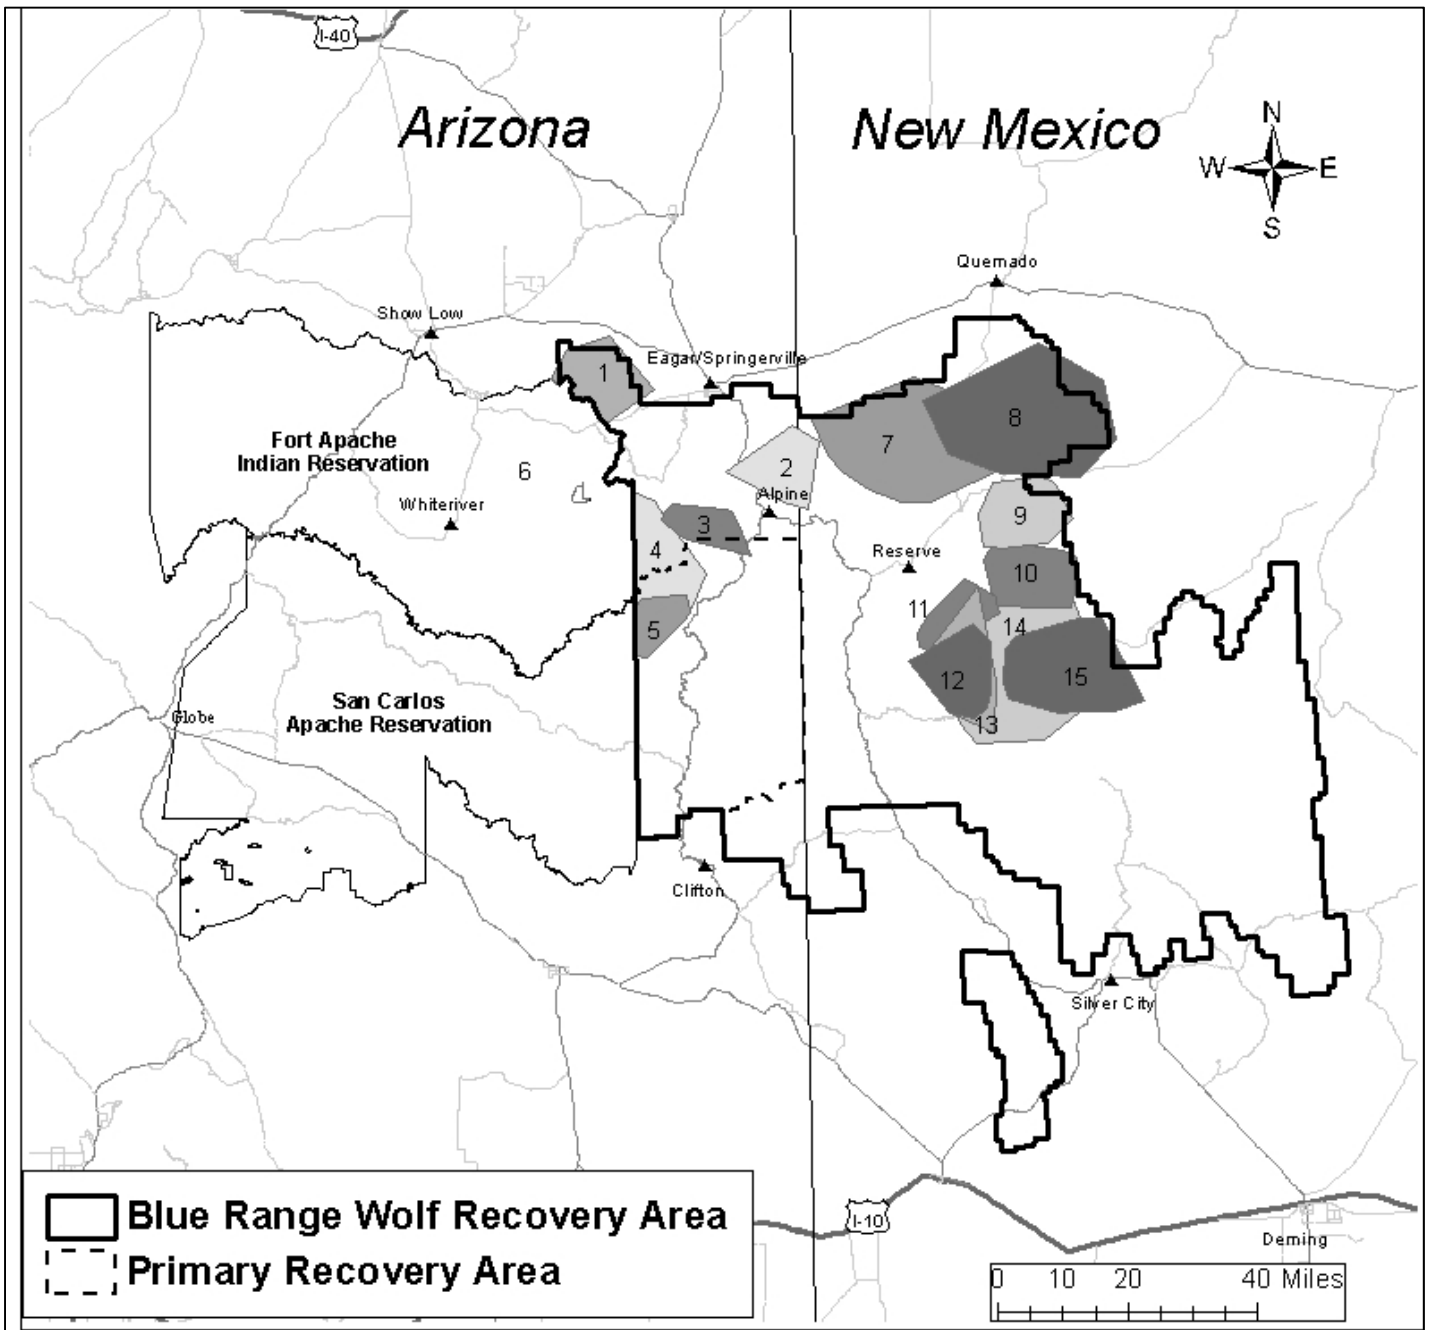 I-40
Arizona
New Mexico
N
W E
S
Quemado
Show Low
Eagar/Springerville
1
8
7
Fort Apache
Indian Reservation
6
2
Whiteriver
Alpine
3
9
4
Reserve
10
11
5
14
12
15
San Carlos
Apache Reservation
Globe
13
Clifton
Silver City
I-10
Deming
Blue Range Wolf Recovery Area
Primary Recovery Area
0 10 20 40 Miles